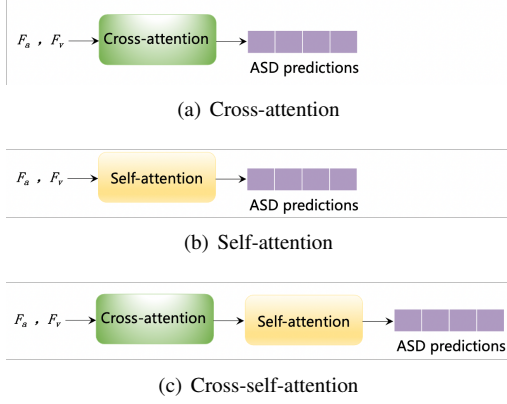 Fa , Fv Cross-attention
ASD predictions
(a) Cross-attention
Fa , Fv Self-attention
ASD predictions
(b) Self-attention
Fa , Fv Cross-attention Self-attention
ASD predictions
(c) Cross-self-attention